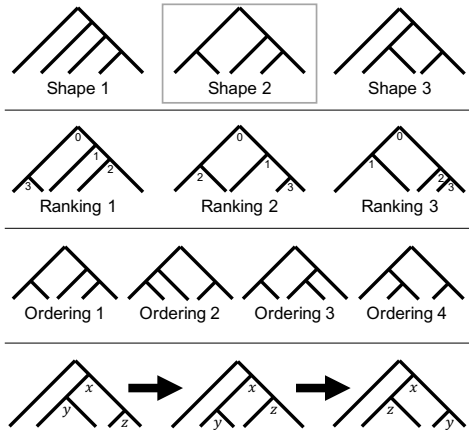 Shape 1 Shape 2 Shape 3
0 0 0
1 1 1
2 2 2
3 3 3
Ranking 1 Ranking 2 Ranking 3
Ordering 1 Ordering 2 Ordering 3 Ordering 4
x x x
y y z
z z y